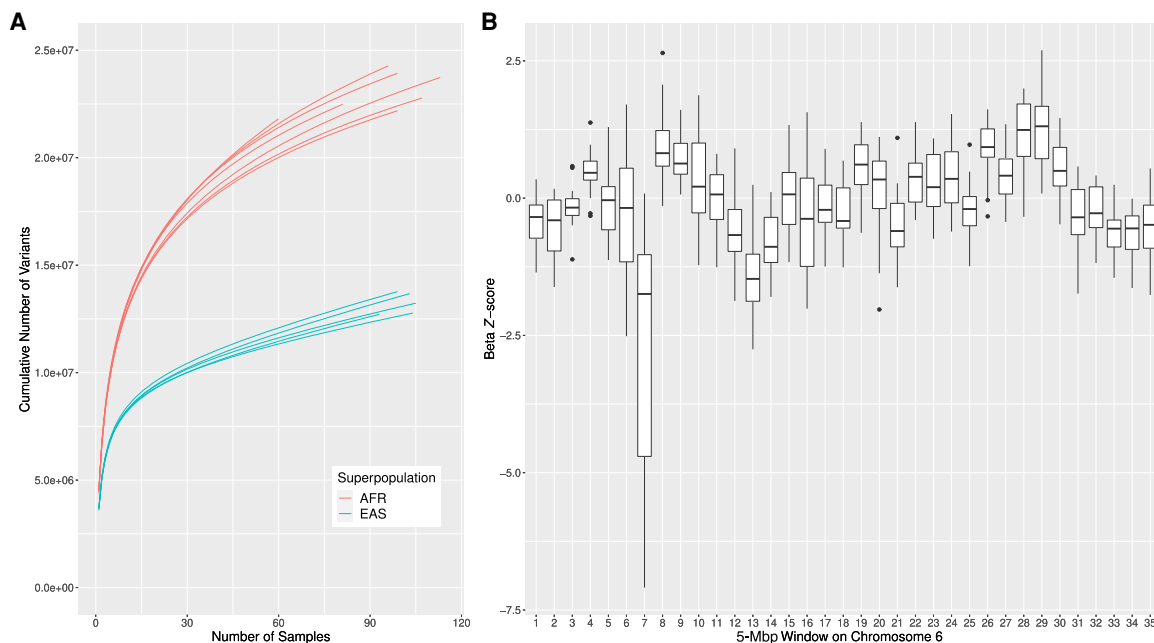 A
2.5e+07
2.0e+07
1.5e+07
1.0e+07
5.0e+06
0.0e+00
Cumulative Number of Variants
Superpopulation
AFR
EAS
0 30 60 90 120
Number of Samples
B
2.5
0.0
−2.5
−5.0
−7.5
Beta Z−score
1 2 3 4 5 6 7 8 9 10 11 12 13 14 15 16 17 18 19 20 21 22 23 24 25 26 27 28 29 30 31 32 33 34 35
5-Mbp Window on Chromosome 6